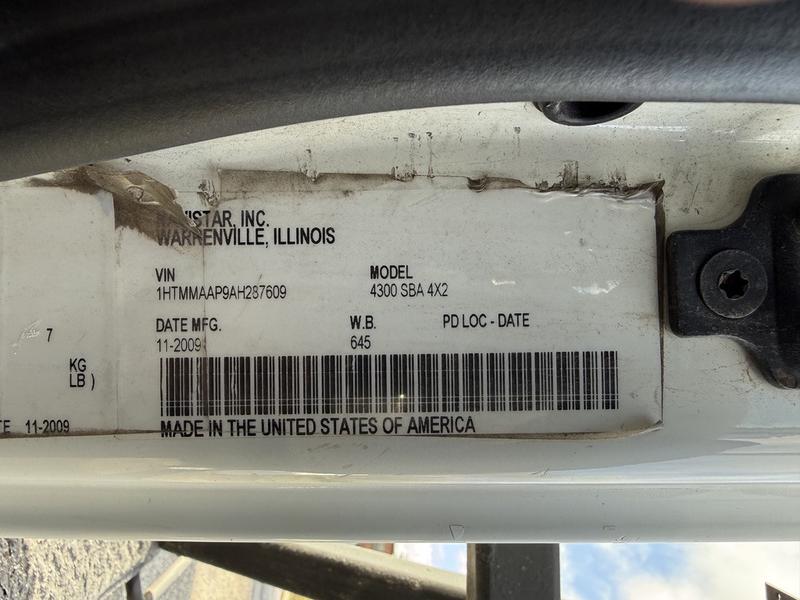 INC.
WARRENVILLE, ILLINOIS
VIN
1HTMMAAP9AH287609
MODEL
4300 SBA 4X2
DATE MFG.
11-2009
W.B.
645
PD LOC - DATE
MADE IN THE UNITED STATES OF AMERICA
7
KG
LB )
11-2009